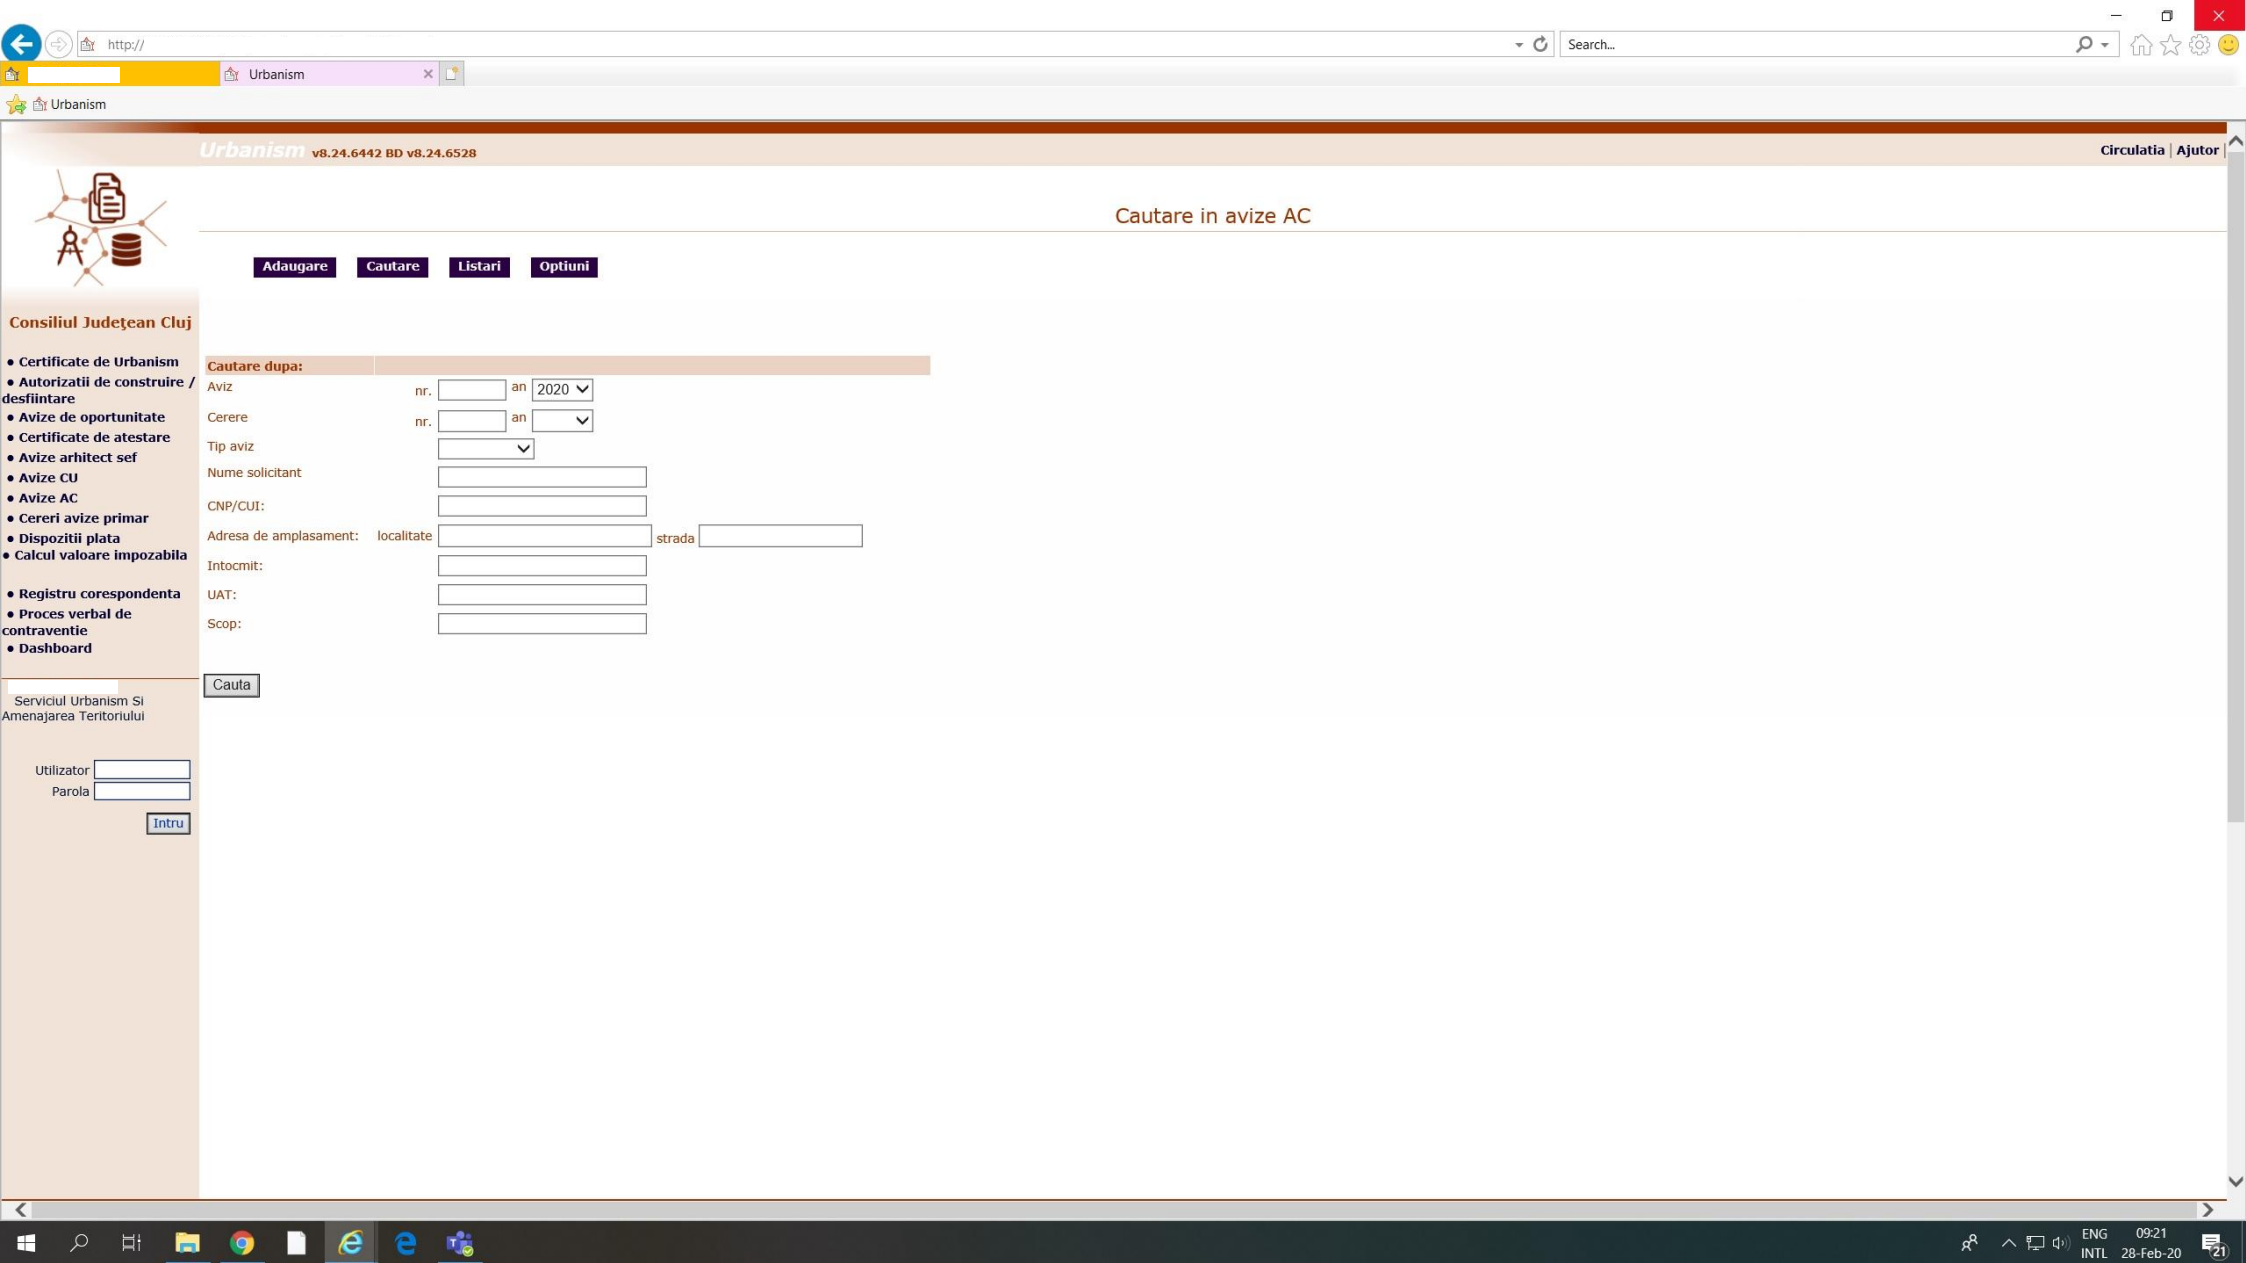 http://
Search...
Urbanism
Urbanism
Urbanism v8.24.6442 BD v8.24.6528
Circulatia | Ajutor |
Cautare in avize AC
Adaugare Cautare Listari Optiuni
Consiliul Judeţean Cluj
• Certificate de Urbanism
• Autorizatii de construire /
desfiintare
• Avize de oportunitate
• Certificate de atestare
• Avize arhitect sef
• Avize CU
• Avize AC
• Cereri avize primar
• Dispozitii plata
• Calcul valoare impozabila
• Registru corespondenta
• Proces verbal de
contraventie
• Dashboard
Serviciul Urbanism Si
Amenajarea Teritoriului
Utilizator
Parola
Intru
Cautare dupa:
Aviz nr. an 2020
Cerere nr. an
Tip aviz
Nume solicitant
CNP/CUI:
Adresa de amplasament: localitate strada
Intocmit:
UAT:
Scop:
Cauta
ENG 09:21
INTL 28-Feb-20
21